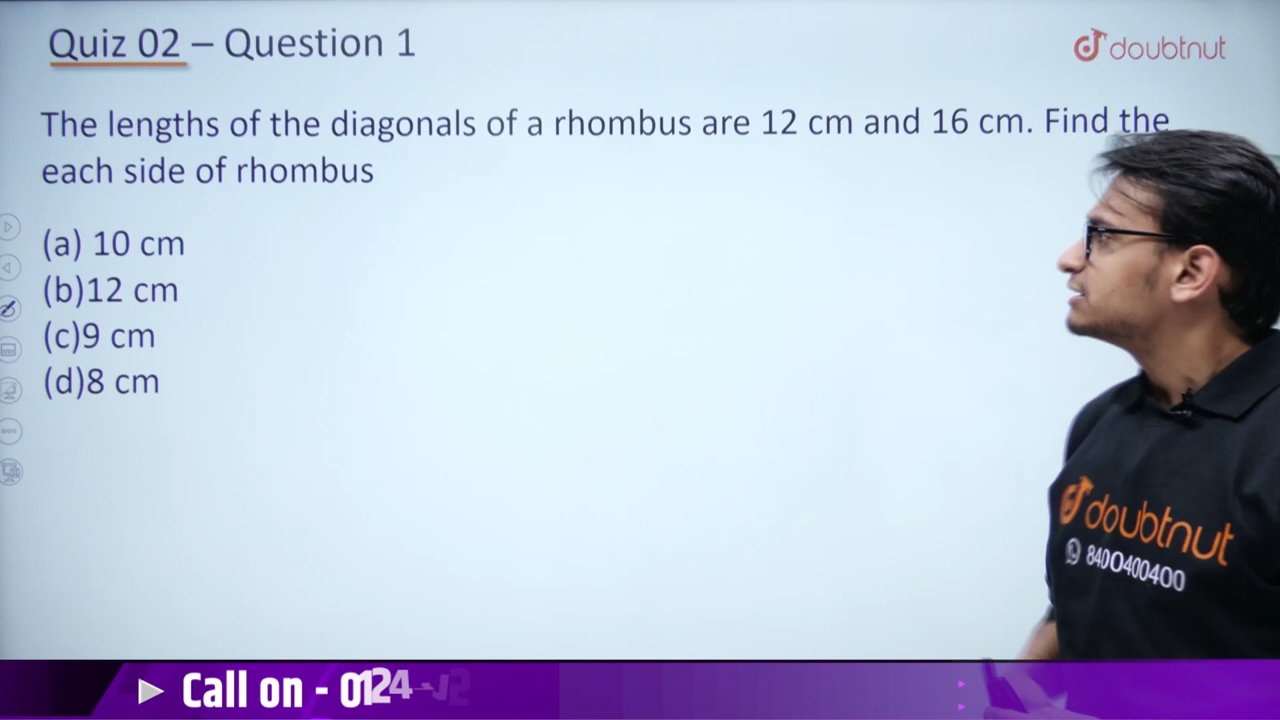 Quiz 02 – Question 1
doubtnut
The lengths of the diagonals of a rhombus are 12 cm and 16 cm. Find the
each side of rhombus
(a) 10 cm
(b)12 cm
(c)9 cm
(d)8 cm
doubtnut
8400400400
Call on - 0124